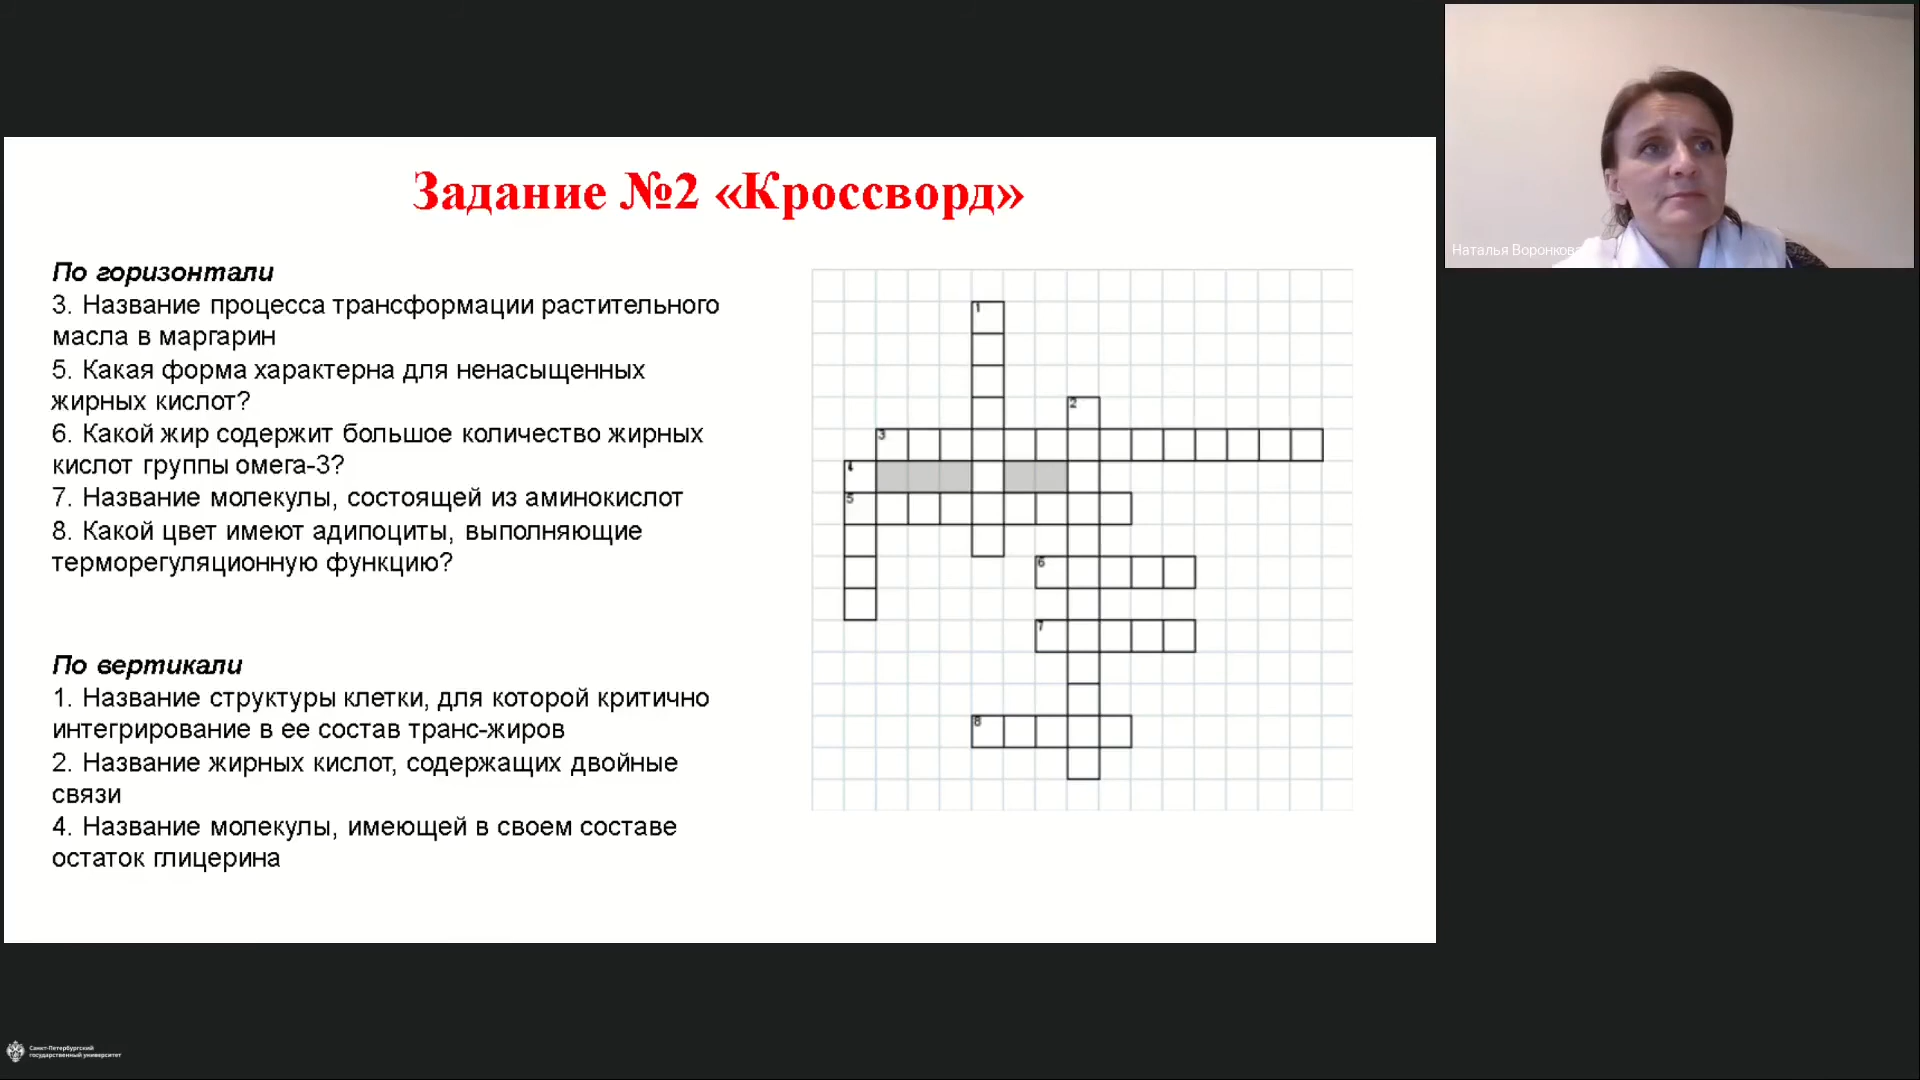 Задание №2 «Кроссворд»
По горизонтали
3. Название процесса трансформации растительного
масла в маргарин
5. Какая форма характерна для ненасыщенных
жирных кислот?
6. Какой жир содержит большое количество жирных
кислот группы омега-3?
7. Название молекулы, состоящей из аминокислот
8. Какой цвет имеют адипоциты, выполняющие
терморегуляционную функцию?
По вертикали
1. Название структуры клетки, для которой критично
интегрирование в ее состав транс-жиров
2. Название жирных кислот, содержащих двойные
связи
4. Название молекулы, имеющей в своем составе
остаток глицерина
1
2
3
4
5
6
7
8
Наталья Воронкова
Санкт-Петербургский
государственный университет